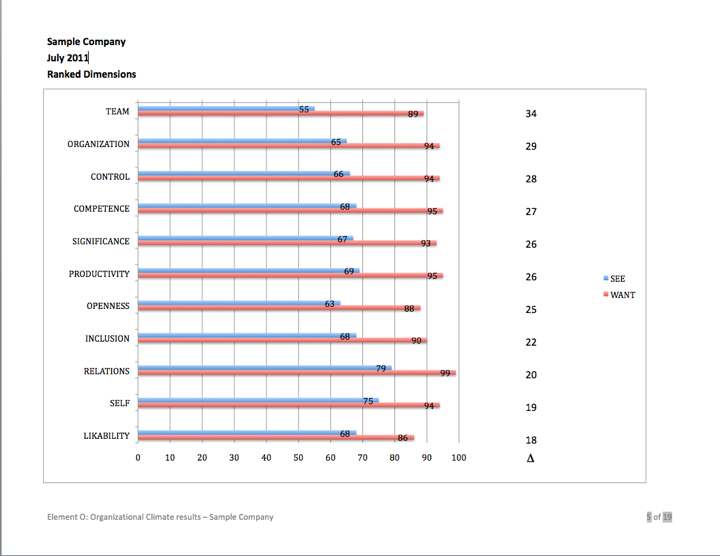 Sample Company
July 2011
Ranked Dimensions
TEAM 55 89 34
ORGANIZATION 65 94 29
CONTROL 66 94 28
COMPETENCE 68 95 27
SIGNIFICANCE 67 93 26
PRODUCTIVITY 69 95 26
SEE
WANT
OPENNESS 63 88 25
INCLUSION 68 90 22
RELATIONS 79 99 20
SELF 75 94 19
LIKABILITY 68 86 18
0 10 20 30 40 50 60 70 80 90 100 Δ
Element O: Organizational Climate results – Sample Company 5 of 19